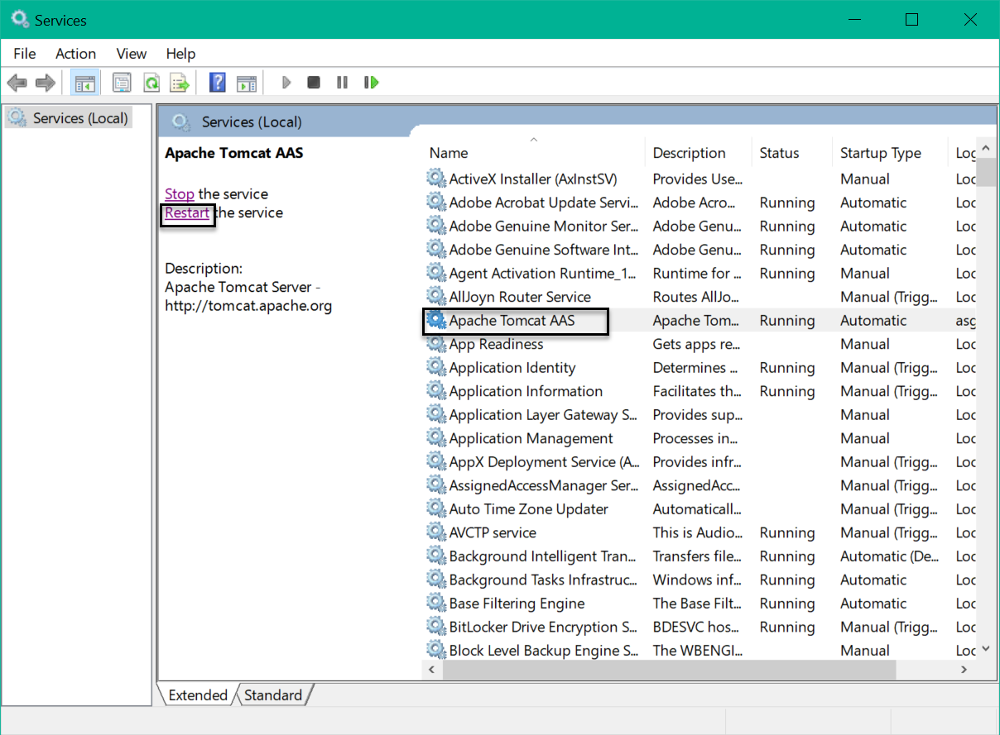 Services
File Action View Help
Services (Local)
Services (Local)
Apache Tomcat AAS
Stop the service
Restart the service
Description:
Apache Tomcat Server -
http://tomcat.apache.org
Name Description Status Startup Type Log
ActiveX Installer (AxInstSV) Provides Use... Manual Loc
Adobe Acrobat Update Servi... Adobe Acro... Running Automatic Loc
Adobe Genuine Monitor Ser... Adobe Genu... Running Automatic Loc
Adobe Genuine Software Int... Adobe Genu... Running Automatic Loc
Agent Activation Runtime_1... Runtime for ... Running Manual Loc
AllJoyn Router Service Routes AllJo... Manual (Trigg... Loc
Apache Tomcat AAS Apache Tom... Running Automatic asg
App Readiness Gets apps re... Manual Loc
Application Identity Determines ... Running Manual (Trigg... Loc
Application Information Facilitates th... Running Manual (Trigg... Loc
Application Layer Gateway S... Provides sup... Manual Loc
Application Management Processes in... Manual Loc
AppX Deployment Service (A... Provides infr... Manual (Trigg... Loc
AssignedAccessManager Ser... AssignedAcc... Manual (Trigg... Loc
Auto Time Zone Updater Automaticall... Manual (Trigg... Loc
AVCTP service This is Audio... Running Manual (Trigg... Loc
Background Intelligent Tran... Transfers file... Running Automatic (De... Loc
Background Tasks Infrastruc... Windows inf... Running Automatic Loc
Base Filtering Engine The Base Filt... Running Automatic Loc
BitLocker Drive Encryption S... BDESVC hos... Running Manual (Trigg... Loc
Block Level Backup Engine S... The WBENGI... Manual Loc
Extended Standard